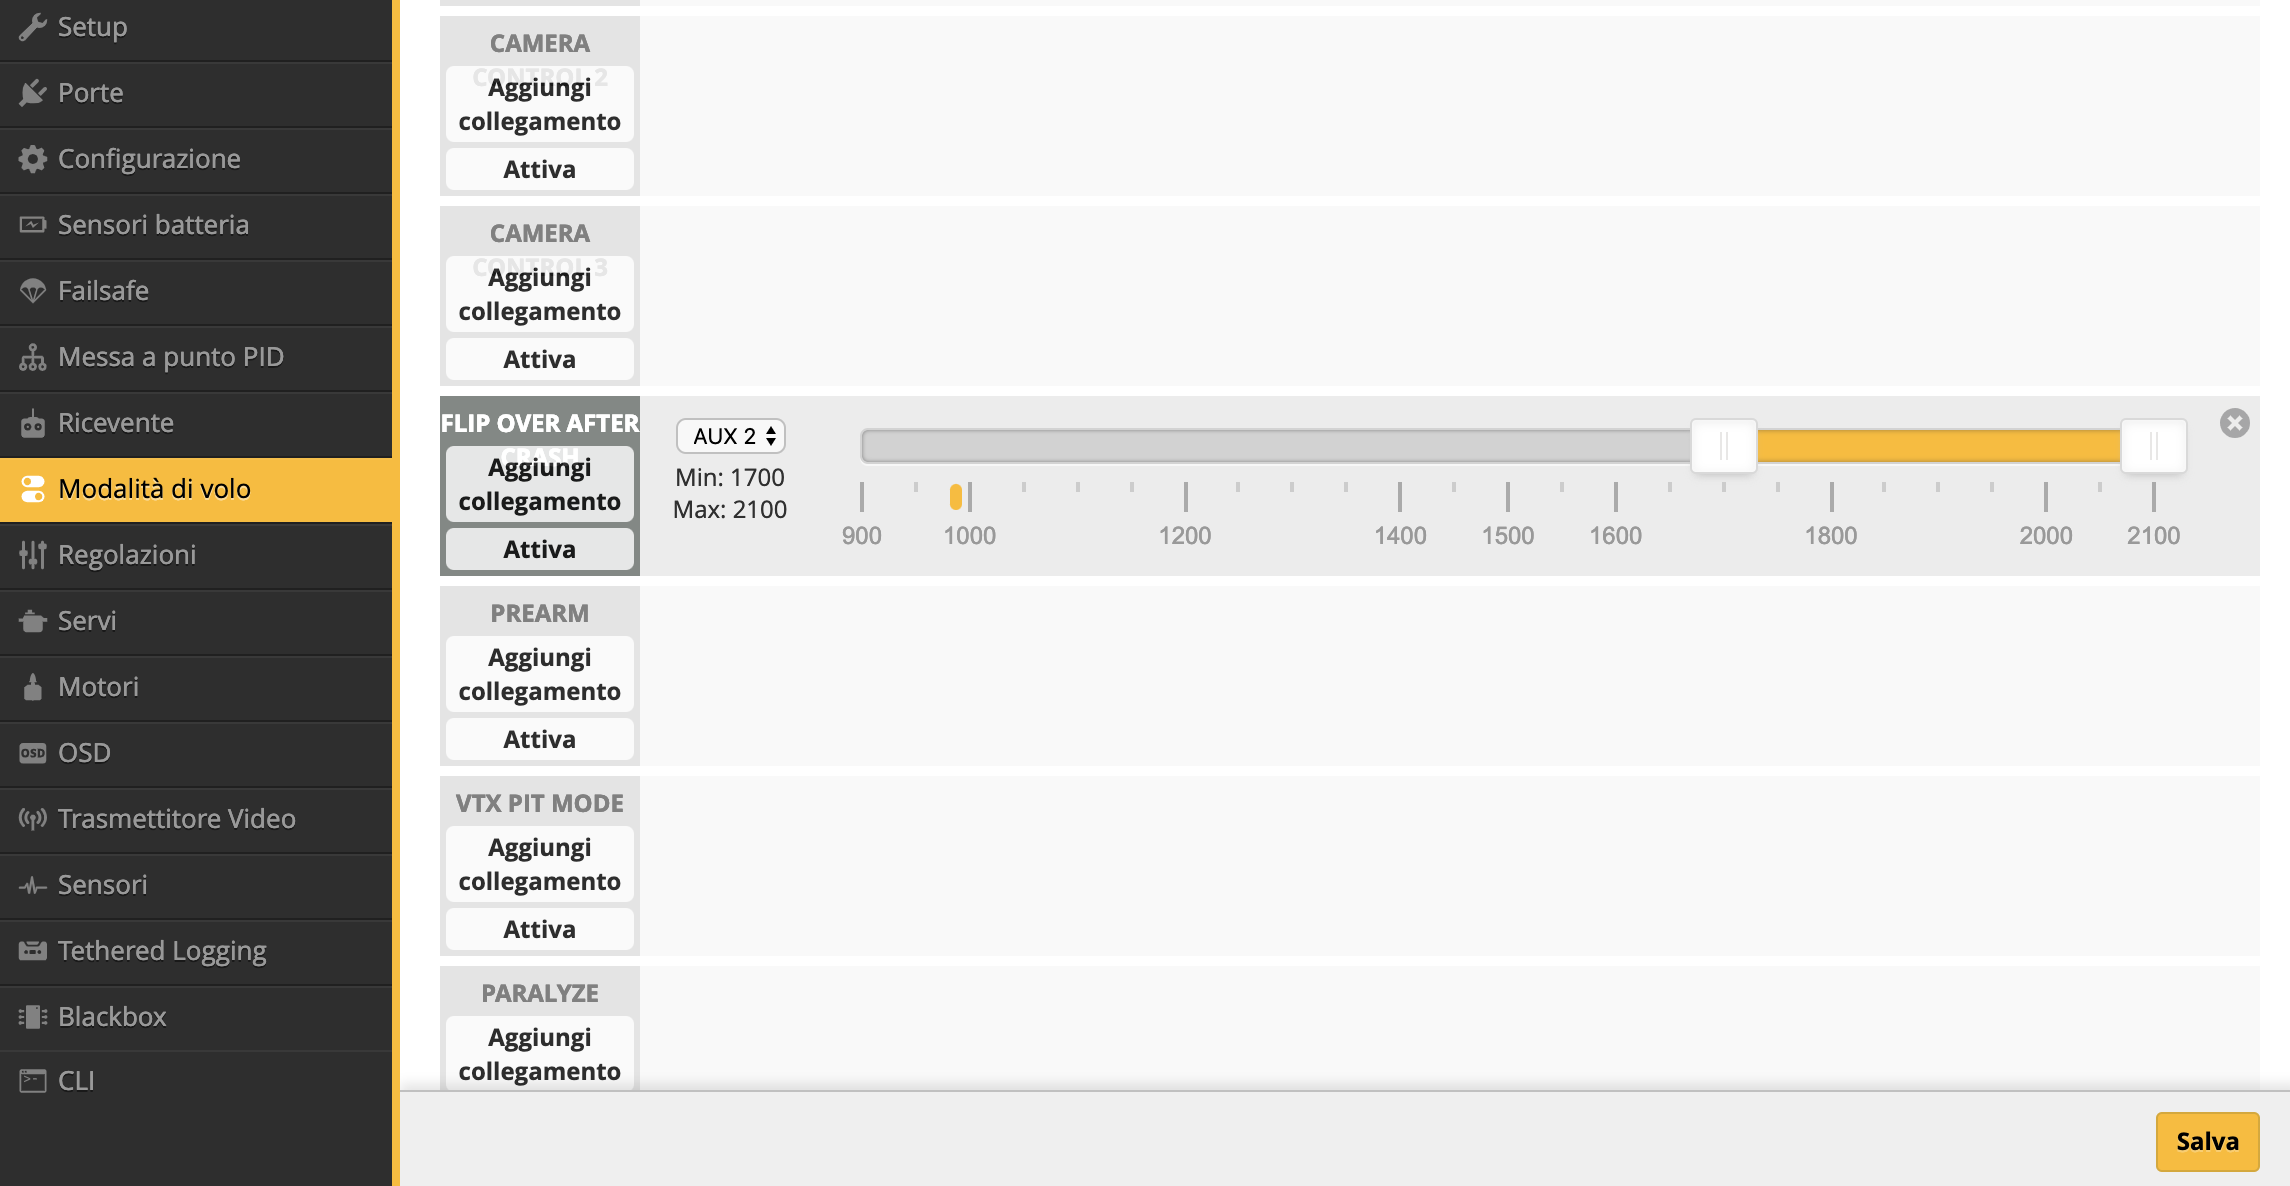 Setup
Porte
Configurazione
Sensori batteria
Failsafe
Messa a punto PID
Ricevente
Modalità di volo
Regolazioni
Servi
Motori
OSD
OSD
Trasmettitore Video
Sensori
Tethered Logging
Blackbox
CLI
CAMERA
CONTROL 2
Aggiungi
collegamento
Attiva
CAMERA
CONTROL 3
Aggiungi
collegamento
Attiva
FLIP OVER AFTER
CRASH
Aggiungi
collegamento
Attiva
AUX 2
Min: 1700
Max: 2100
900 1000 1200 1400 1500 1600 1800 2000 2100
PREARM
Aggiungi
collegamento
Attiva
VTX PIT MODE
Aggiungi
collegamento
Attiva
PARALYZE
Aggiungi
collegamento
Salva